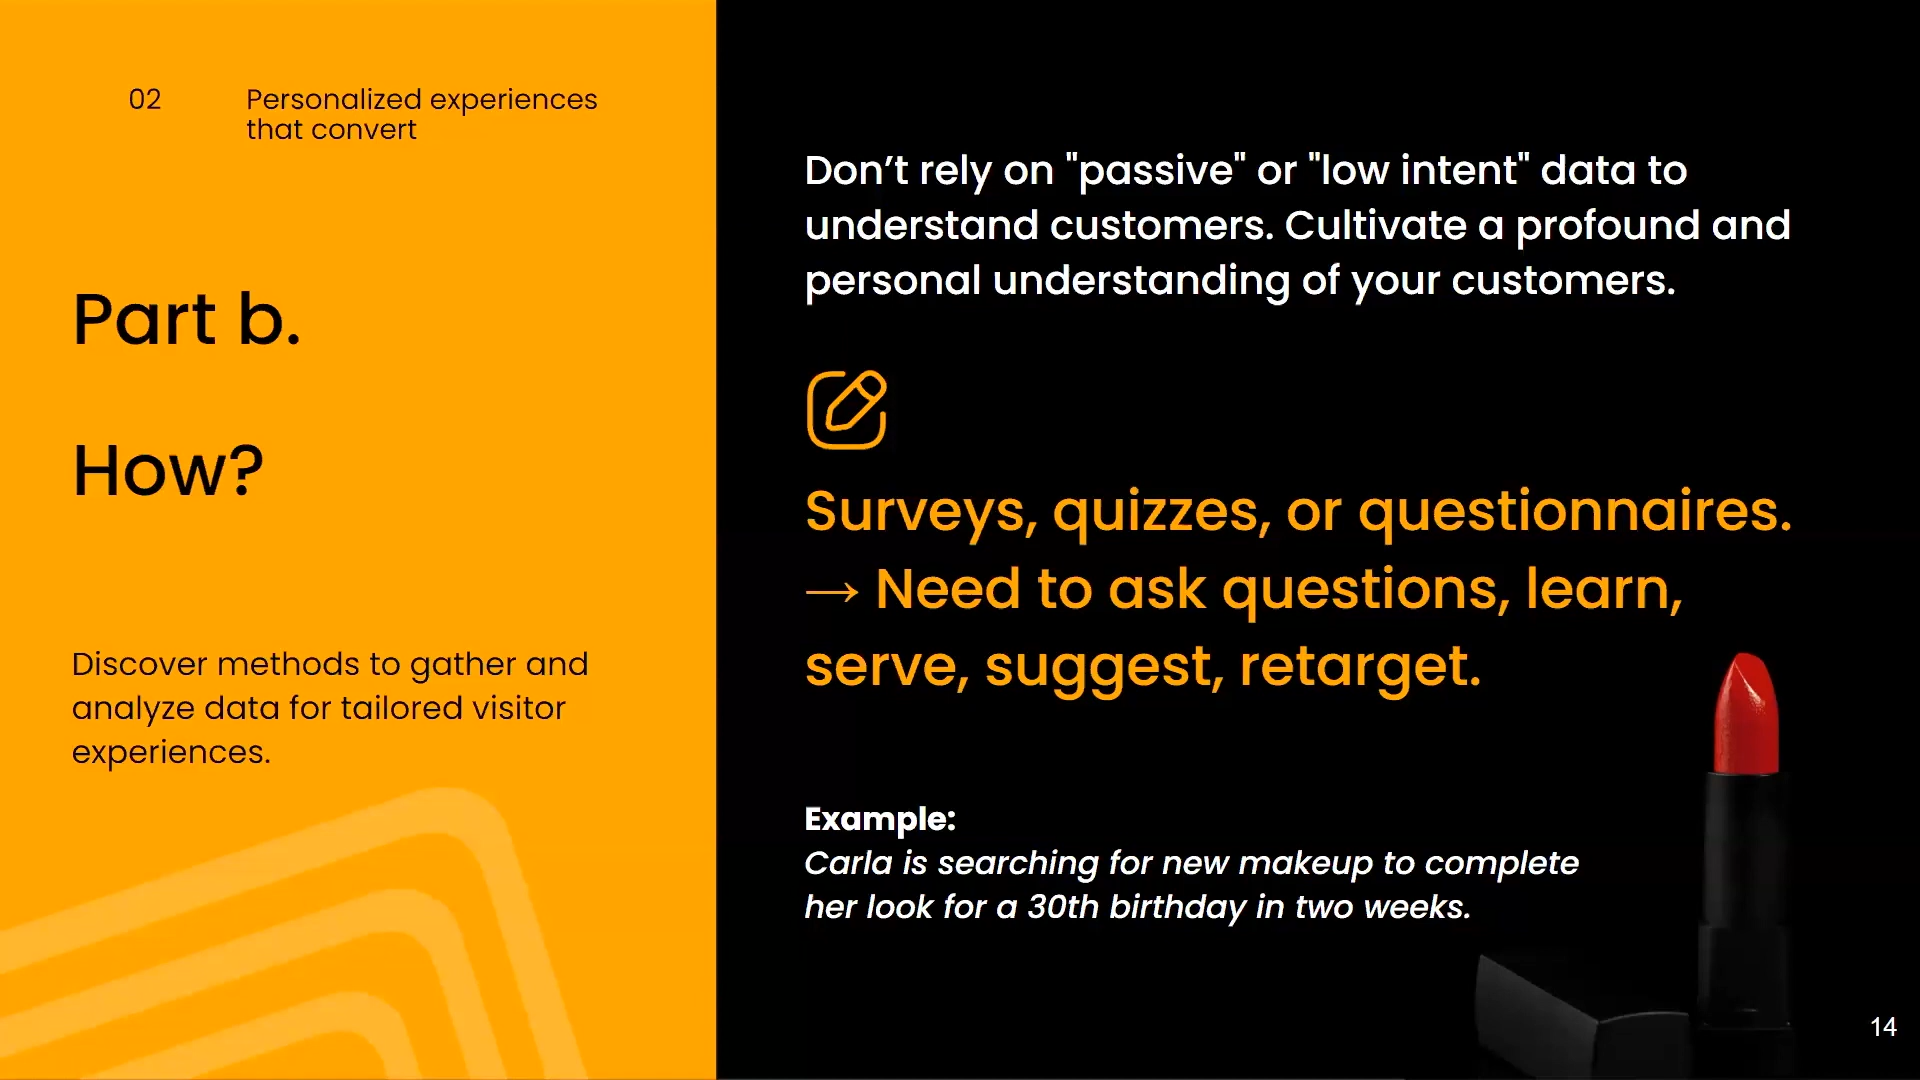 02
Personalized experiences
that convert
Part b.
How?
Discover methods to gather and
analyze data for tailored visitor
experiences.
Don’t rely on "passive" or "low intent" data to
understand customers. Cultivate a profound and
personal understanding of your customers.
Surveys, quizzes, or questionnaires.
→ Need to ask questions, learn,
serve, suggest, retarget.
Example:
Carla is searching for new makeup to complete
her look for a 30th birthday in two weeks.
14